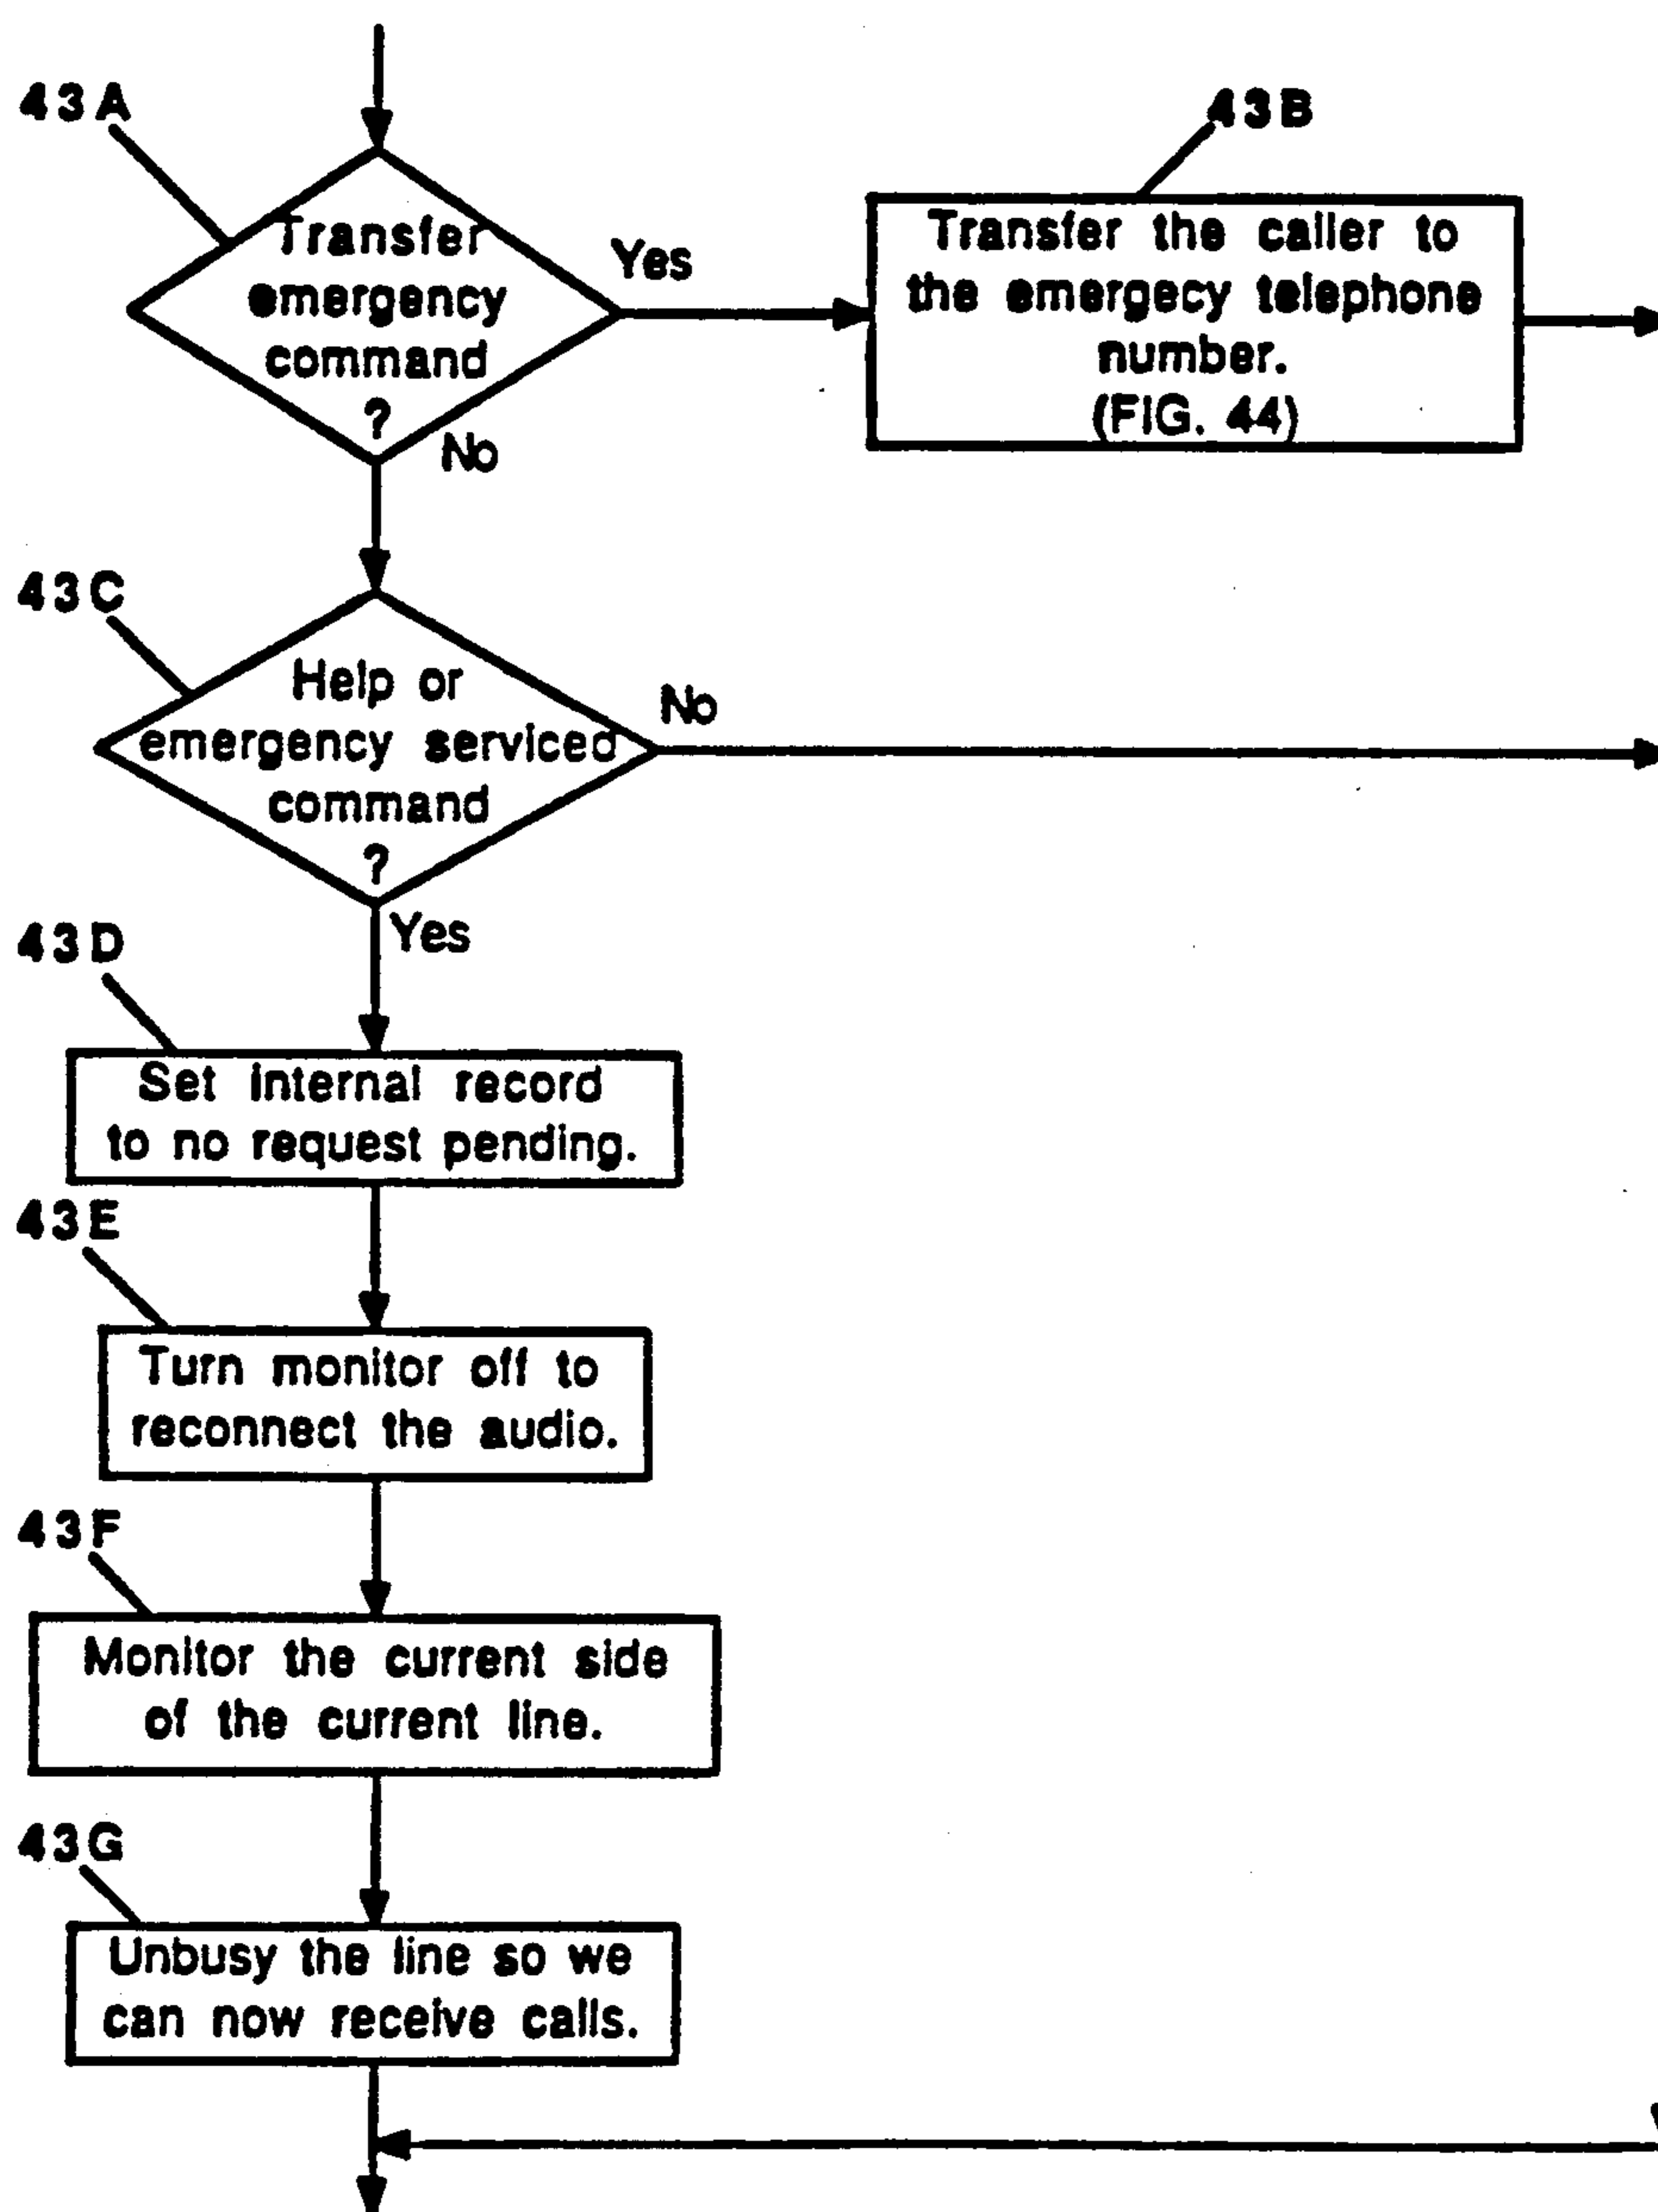 43A
Transfer
emergency
command
?
Yes
No
43B
Transfer the caller to
the emergecy telephone
number.
(FIG. 44)
43C
Help or
emergency serviced
command
?
No
Yes
43D
Set internal record
to no request pending.
43E
Turn monitor off to
reconnect the audio.
43F
Monitor the current side
of the current line.
43G
Unbusy the line so we
can now receive calls.